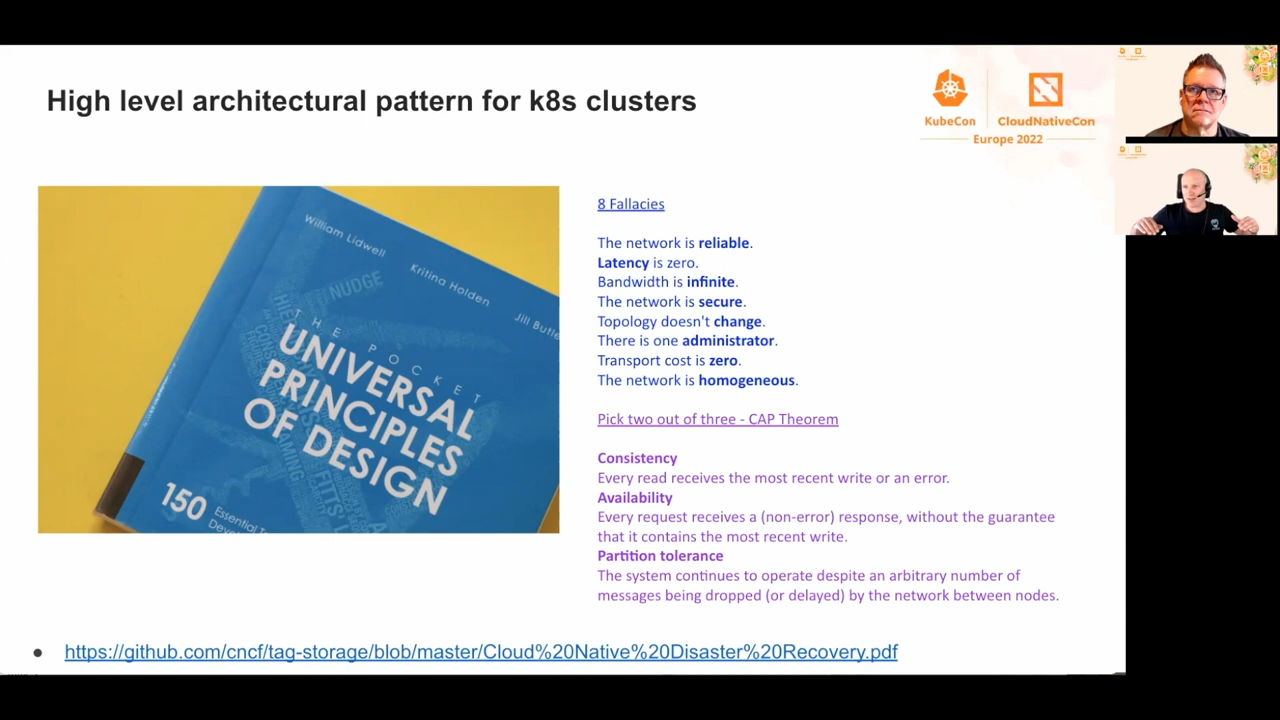 High level architectural pattern for k8s clusters
KubeCon
CloudNativeCon
Europe 2022
William Lidwell
Kritina Holden
Jill Butle
NUDGE
THE POCKET
UNIVERSAL
PRINCIPLES
OF DESIGN
150
Essential
8 Fallacies
The network is reliable.
Latency is zero.
Bandwidth is infinite.
The network is secure.
Topology doesn't change.
There is one administrator.
Transport cost is zero.
The network is homogeneous.
Pick two out of three - CAP Theorem
Consistency
Every read receives the most recent write or an error.
Availability
Every request receives a (non-error) response, without the guarantee
that it contains the most recent write.
Partition tolerance
The system continues to operate despite an arbitrary number of
messages being dropped (or delayed) by the network between nodes.
• https://github.com/cncf/tag-storage/blob/master/Cloud%20Native%20Disaster%20Recovery.pdf